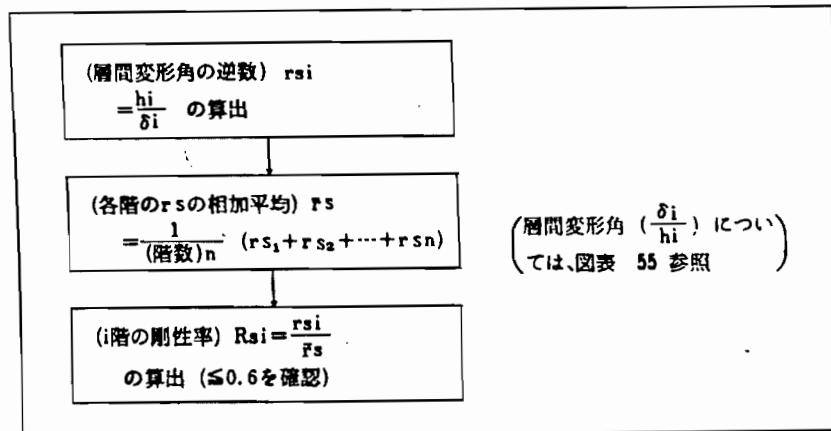 (層間変形角の逆数) rsi
=hi/δi の算出
(各階のrsの相加平均) r̄s
=1/(階数)n (rs₁+rs₂+…+rsn)
(層間変形角 (δi/hi) につい
ては、図表 55 参照)
(i階の剛性率) Rsi=rsi/r̄s
の算出 (≦0.6を確認)